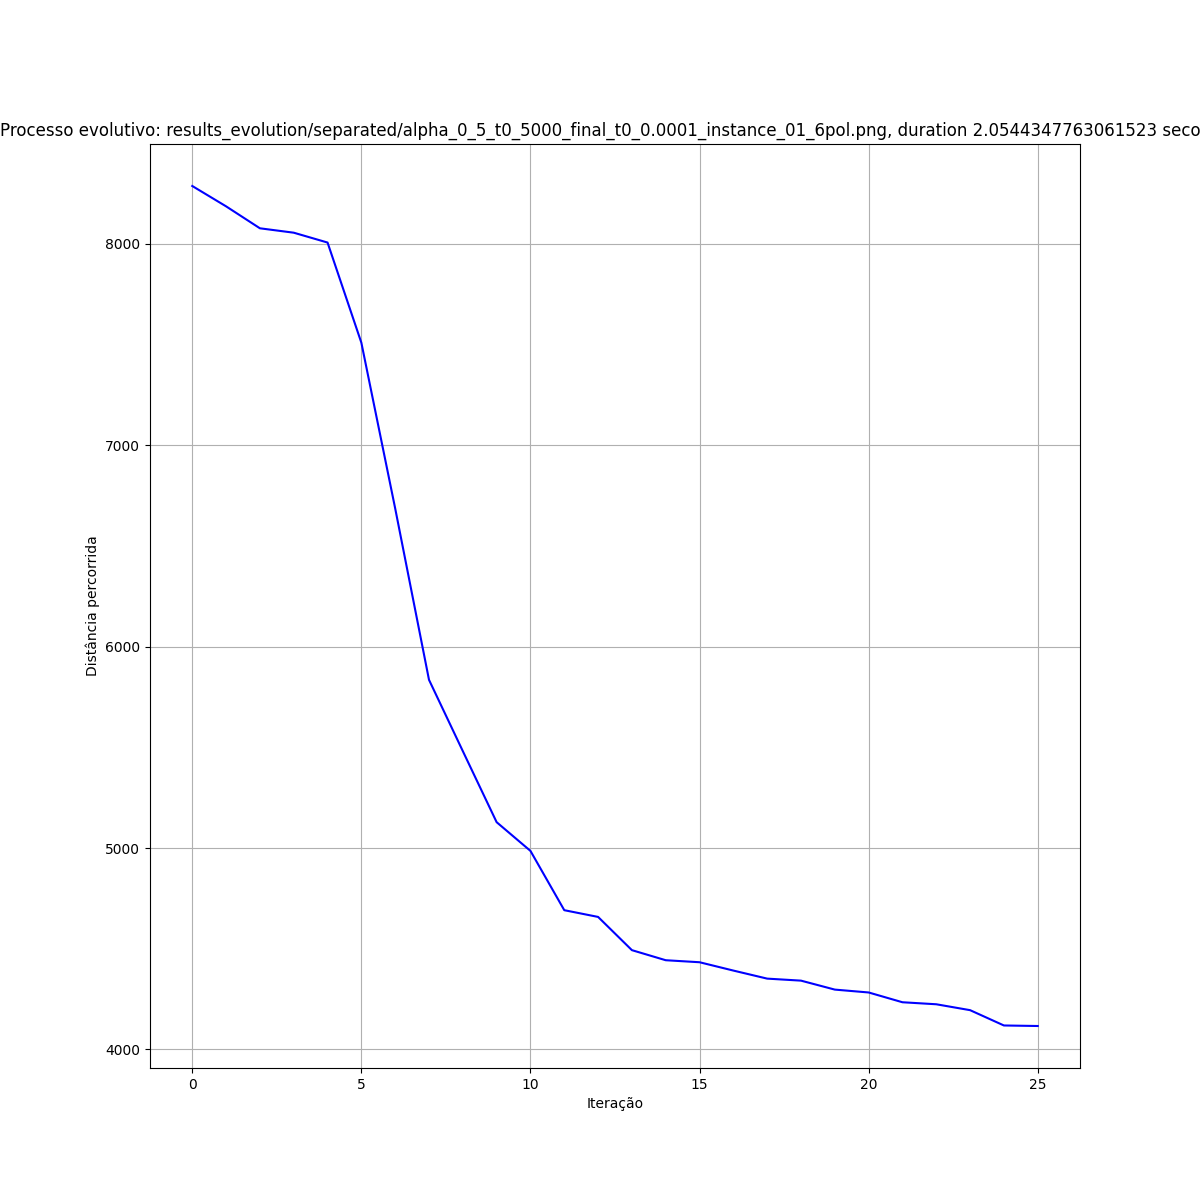 Processo evolutivo: results_evolution/separated/alpha_0_5_t0_5000_final_t0_0.0001_instance_01_6pol.png, duration 2.0544347763061523 seco
8000
7000
6000
5000
4000
Distância percorrida
0 5 10 15 20 25
Iteração